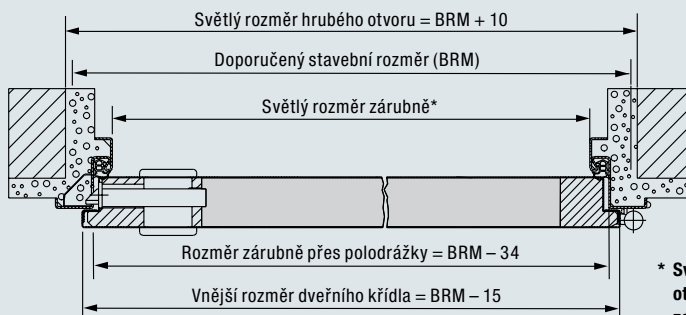 Světlý rozměr hrubého otvoru = BRM + 10
Doporučený stavební rozměr (BRM)
Světlý rozměr zárubně*
Rozměr zárubně přes polodrážky = BRM – 34
Vnější rozměr dveřního křídla = BRM – 15
*